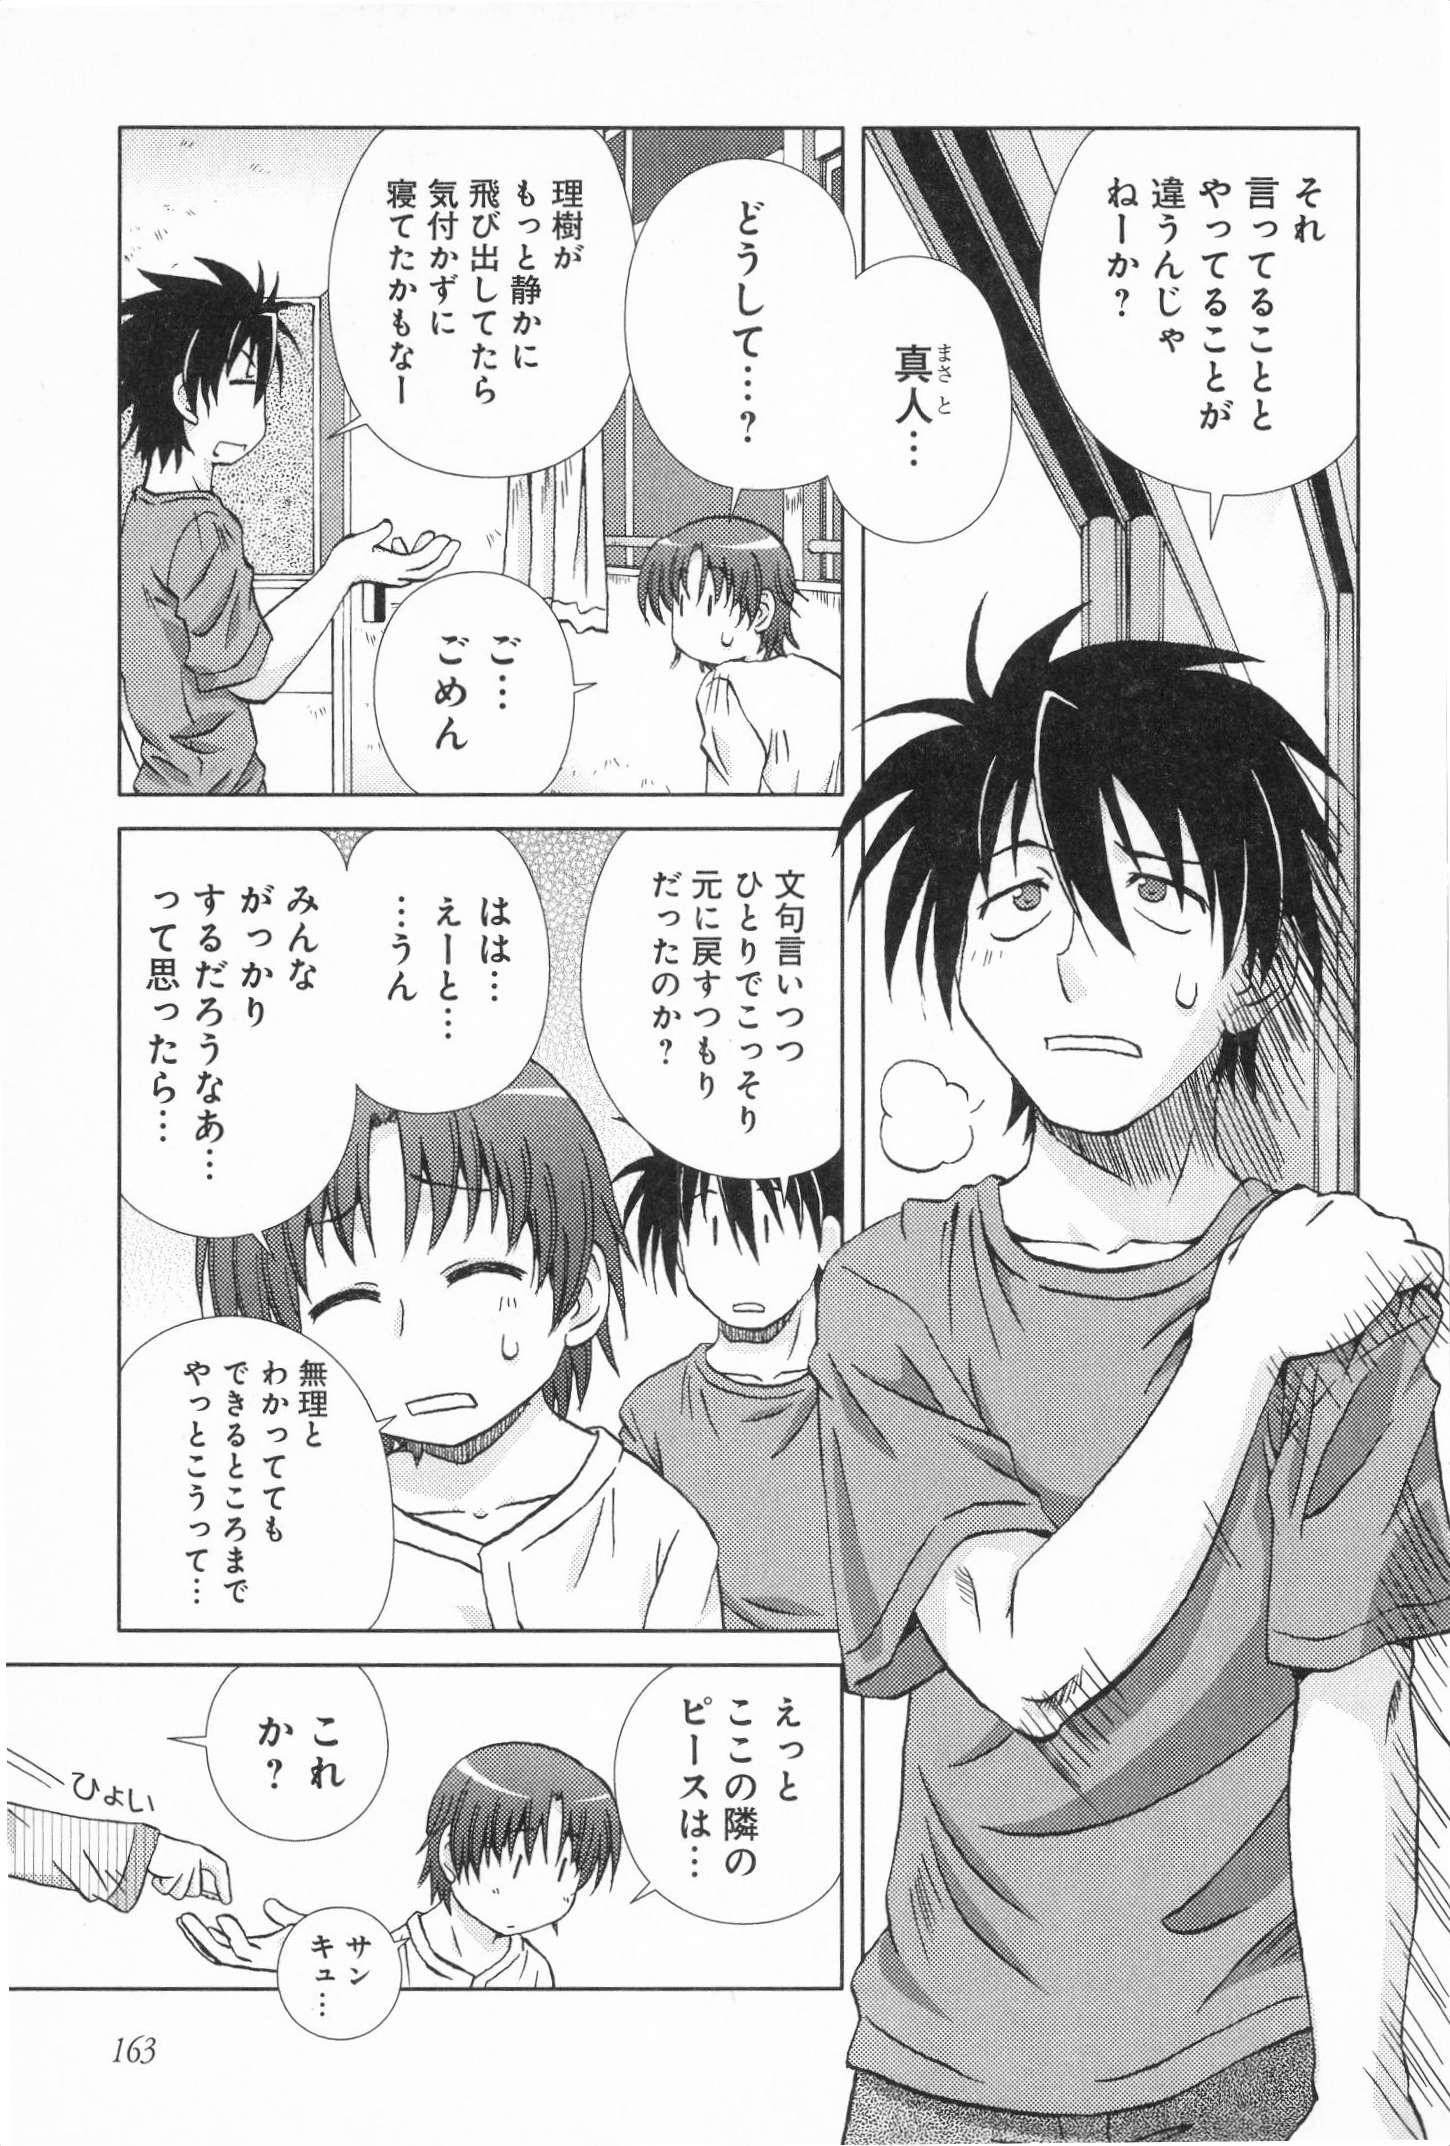 それ
言ってることと
やってることが
違うんじゃ
ねーか？
真人…
まさと
どうして…？
理樹が
もっと静かに
飛び出してたら
気付かずに
寝てたかもなー
ご…
ごめん
文句言いつつ
ひとりでこっそり
元に戻すつもり
だったのか？
はは…
えーと…
…うん
みんな
がっかり
するだろうなあ…
って思ったら…
無理と
わかってても
できるところまで
やっとこうって…
えっと
ここの隣の
ピースは…
これ
か？
ひょい
サン
キュ…
163